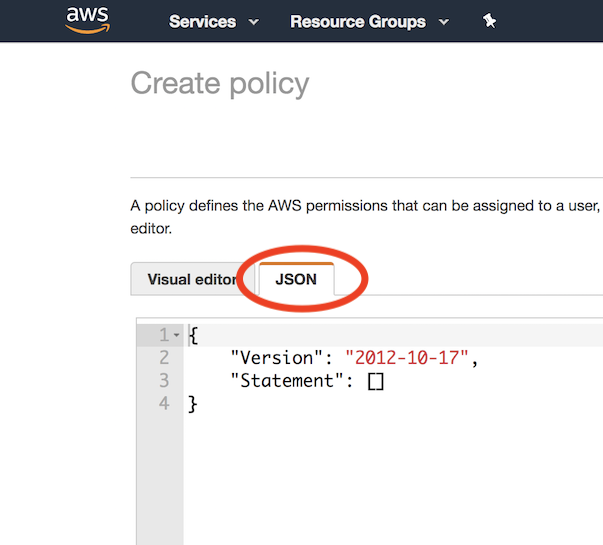 aws
Services Resource Groups
Create policy
A policy defines the AWS permissions that can be assigned to a user,
editor.
Visual editor JSON
1 {
2 "Version": "2012-10-17",
3 "Statement": []
4 }